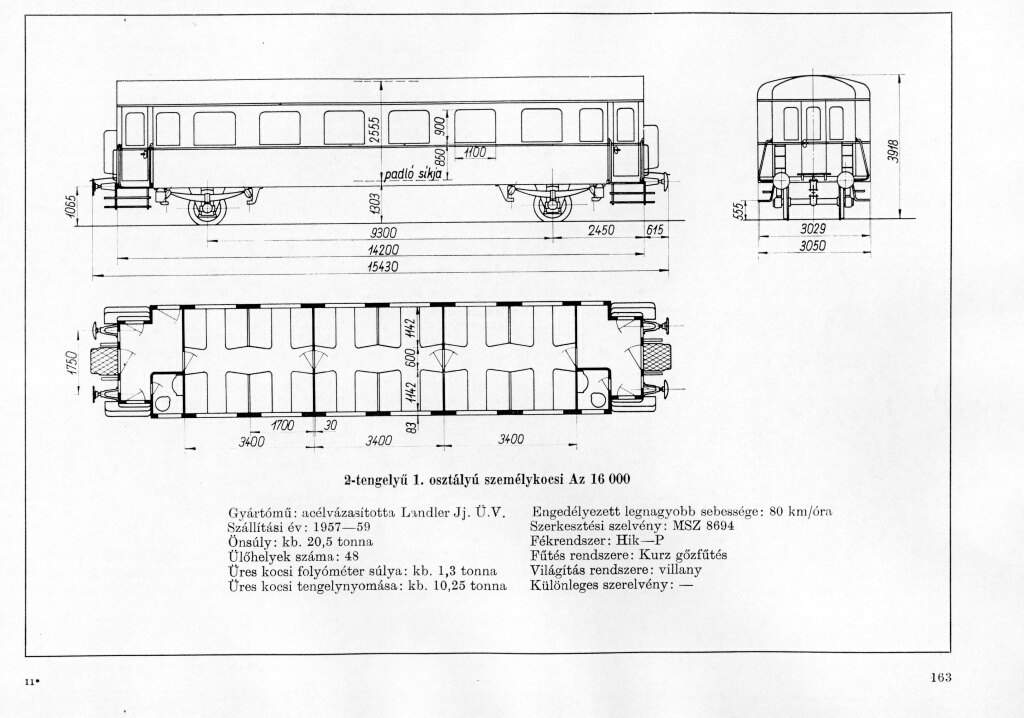 2555
900
850
1100
padló síkja
1303
1065
9300
2450
615
14200
15430
3918
555
3029
3050
1750
1142
600
1142
83
1700
30
3400
3400
3400
2-tengelyű 1. osztályú személykocsi Az 16 000
Gyártómű: acélvázasította Landler Jj. Ü.V.
Szállítási év: 1957—59
Önsúly: kb. 20,5 tonna
Ülőhelyek száma: 48
Üres kocsi folyóméter súlya: kb. 1,3 tonna
Üres kocsi tengelynyomása: kb. 10,25 tonna
Engedélyezett legnagyobb sebessége: 80 km/óra
Szerkesztési szelvény: MSZ 8694
Fékrendszer: Hik—P
Fűtés rendszere: Kurz gőzfűtés
Világítás rendszere: villany
Különleges szerelvény: —
11*
163